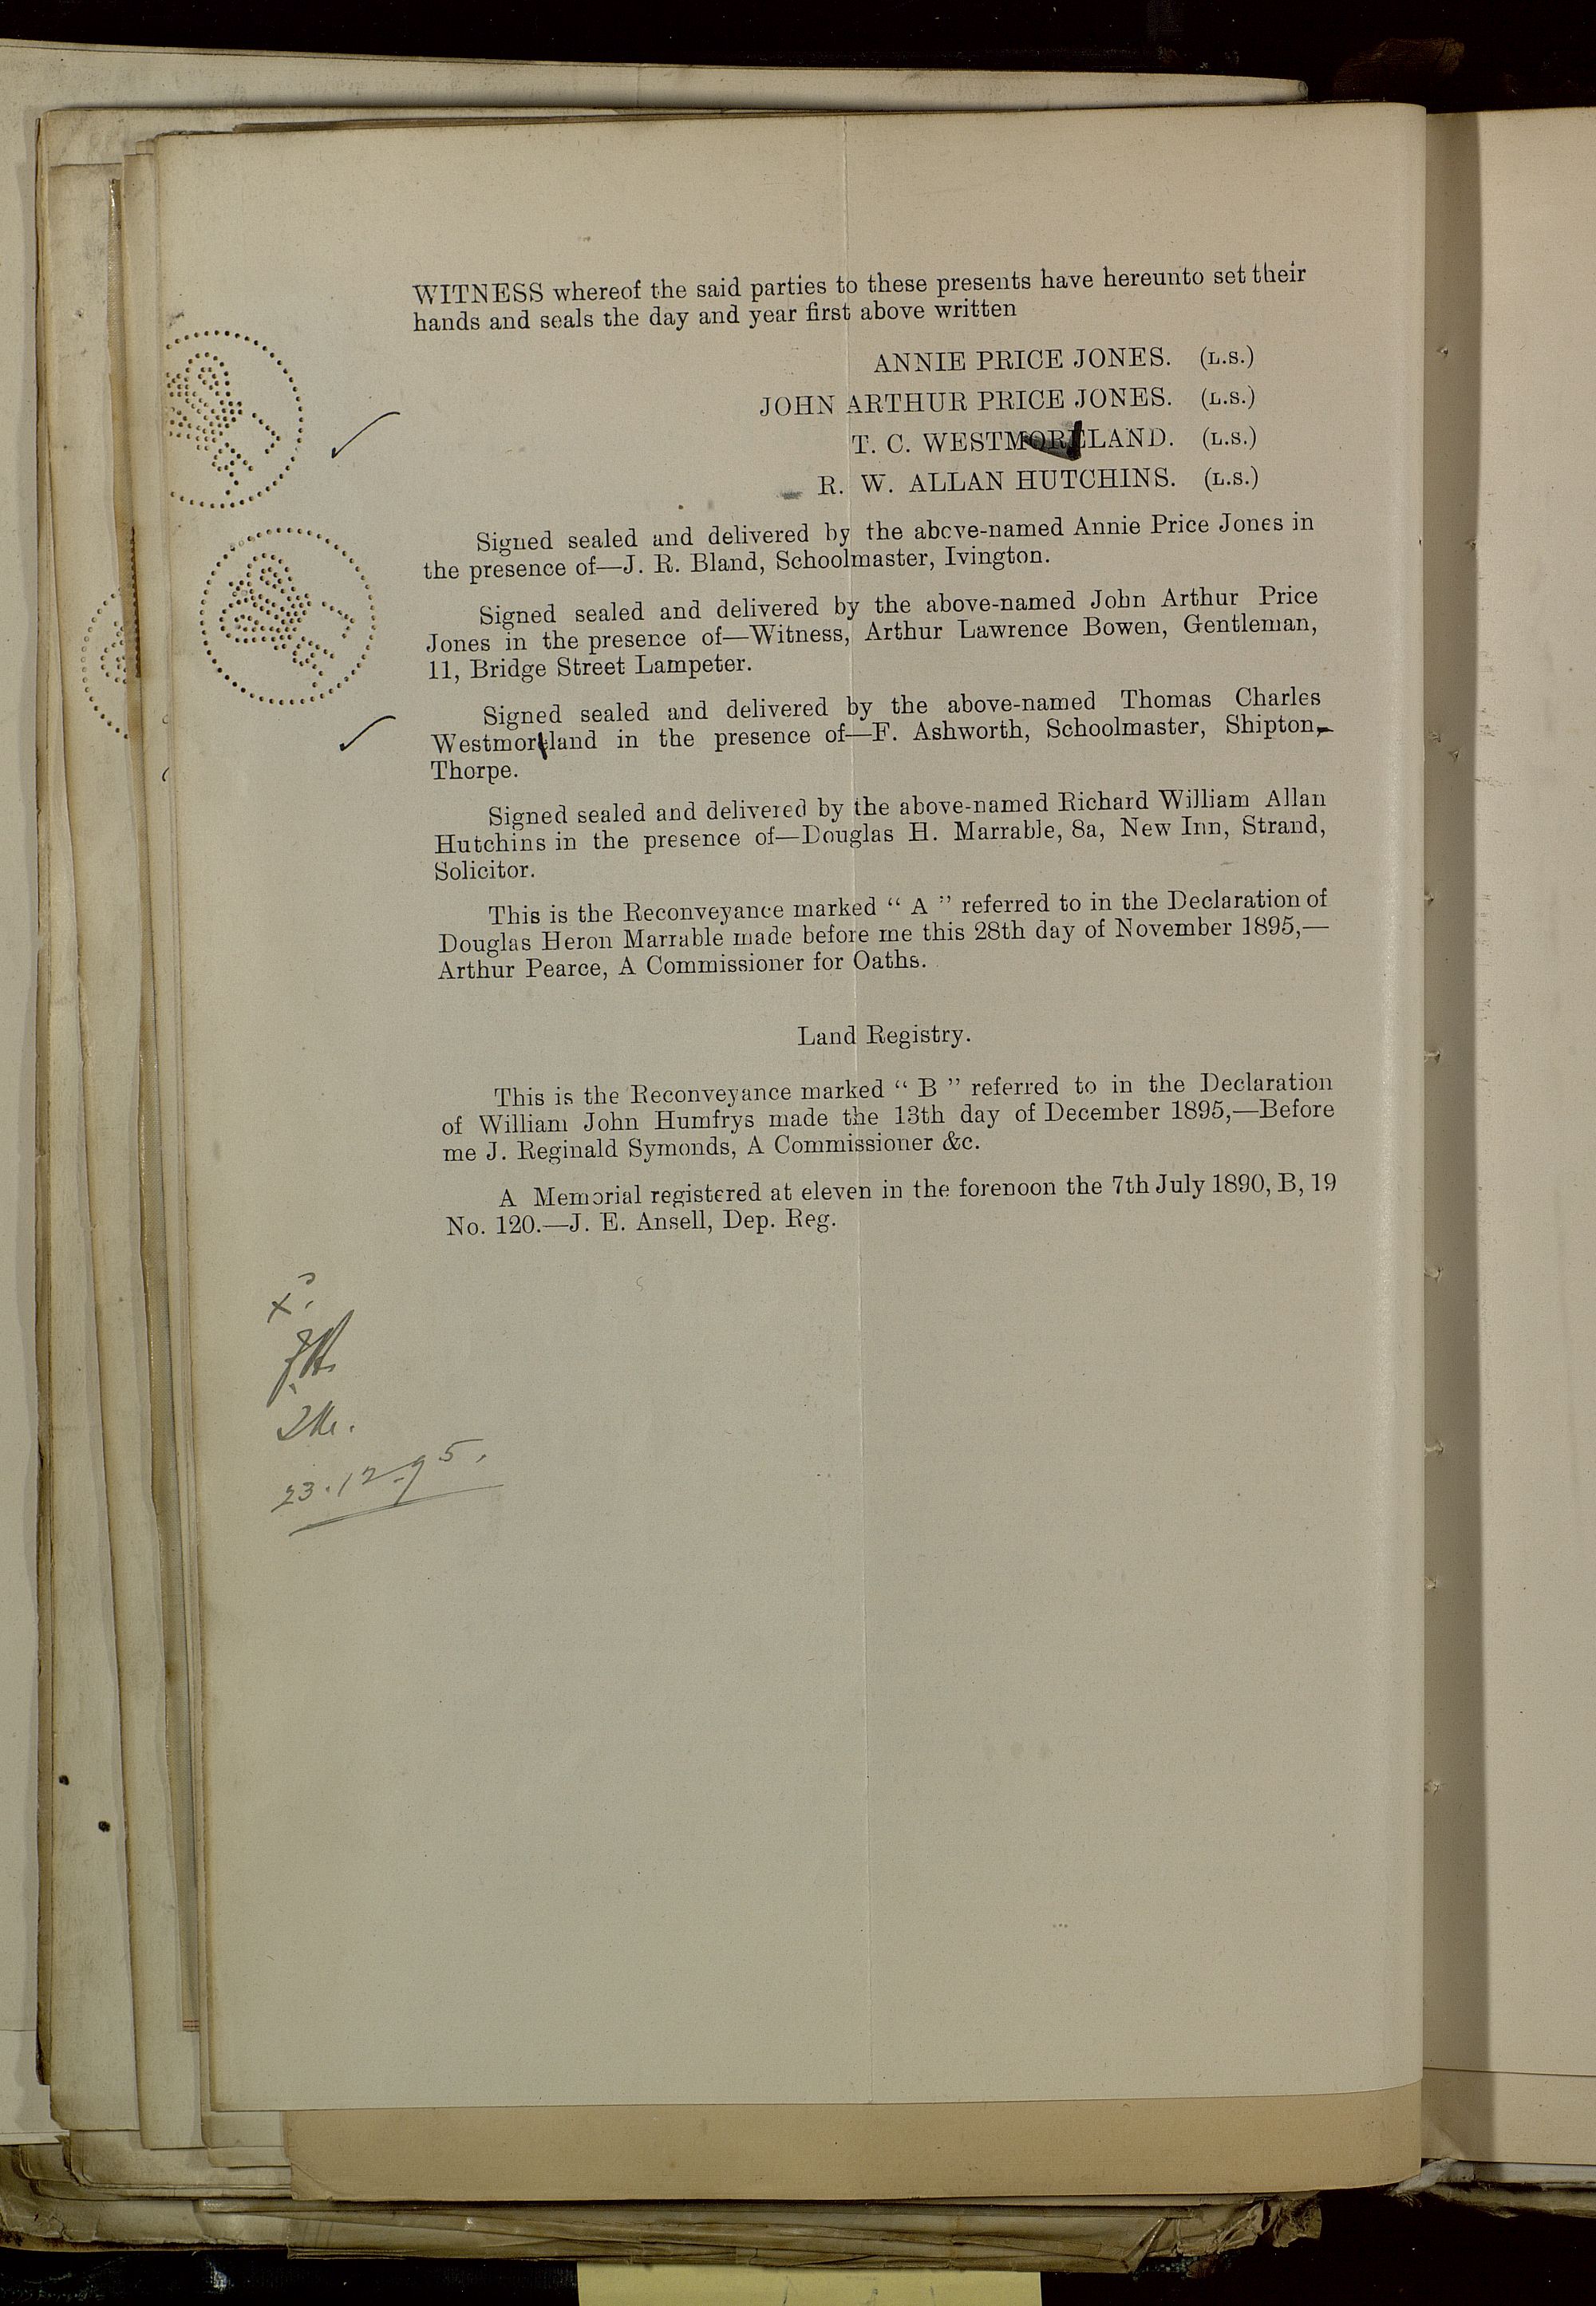 WITNESS whereof the said parties to these presents have hereunto set their
hands and seals the day and year first above written
ANNIE PRICE JONES. (L.S.)
JOHN ARTHUR PRICE JONES. (L.S.)
T. C. WESTMORELAND. (L.S.)
R. W. ALLAN HUTCHINS. (L.S.)
Signed sealed and delivered by the above-named Annie Price Jones in
the presence of—J. R. Bland, Schoolmaster, Ivington.
Signed sealed and delivered by the above-named John Arthur Price
Jones in the presence of—Witness, Arthur Lawrence Bowen, Gentleman,
11, Bridge Street Lampeter.
Signed sealed and delivered by the above-named Thomas Charles
Westmoreland in the presence of—F. Ashworth, Schoolmaster, Shipton-
Thorpe.
Signed sealed and delivered by the above-named Richard William Allan
Hutchins in the presence of—Douglas H. Marrable, 8a, New Inn, Strand,
Solicitor.
This is the Reconveyance marked “ A ” referred to in the Declaration of
Douglas Heron Marrable made before me this 28th day of November 1895,—
Arthur Pearce, A Commissioner for Oaths.
Land Registry.
This is the Reconveyance marked “ B ” referred to in the Declaration
of William John Humfrys made the 13th day of December 1895,—Before
me J. Reginald Symonds, A Commissioner &c.
A Memorial registered at eleven in the forenoon the 7th July 1890, B, 19
No. 120.—J. E. Ansell, Dep. Reg.
23.12.95.